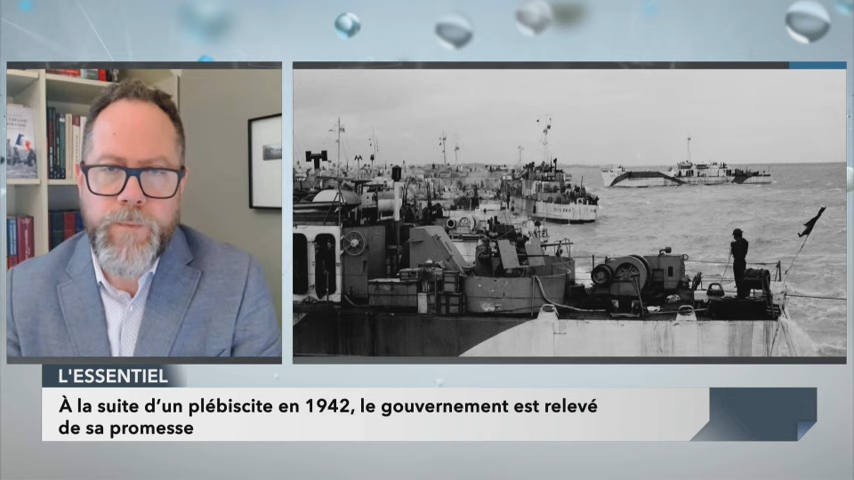 L'ESSENTIEL
À la suite d'un plébiscite en 1942, le gouvernement est relevé
de sa promesse